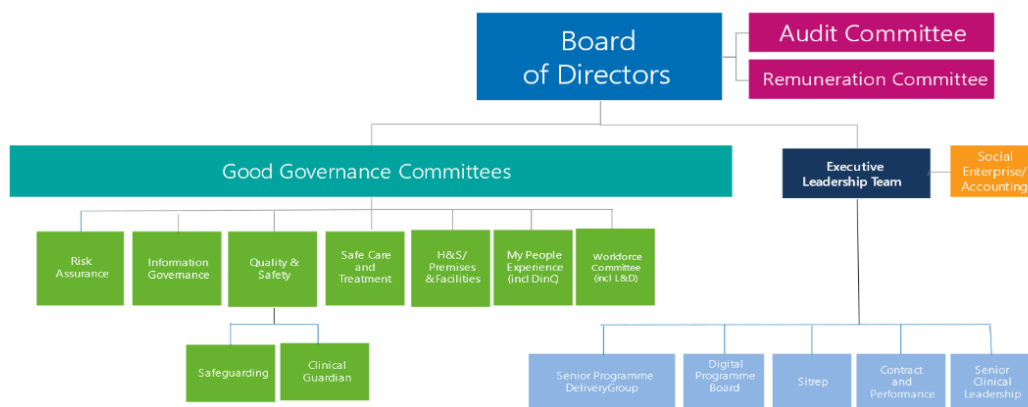 Board
of Directors
Audit Committee
Remuneration Committee
Good Governance Committees
Executive
Leadership Team
Social
Enterprise/
Accounting
Risk
Assurance
Information
Governance
Quality &
Safety
Safe Care
and
Treatment
H&S/
Premises
&Facilities
My People
Experience
(incl DinC)
Workforce
Committee
(incl L&D)
Safeguarding
Clinical
Guardian
Senior Programme
DeliveryGroup
Digital
Programme
Board
Sitrep
Contract
and
Performance
Senior
Clinical
Leadership